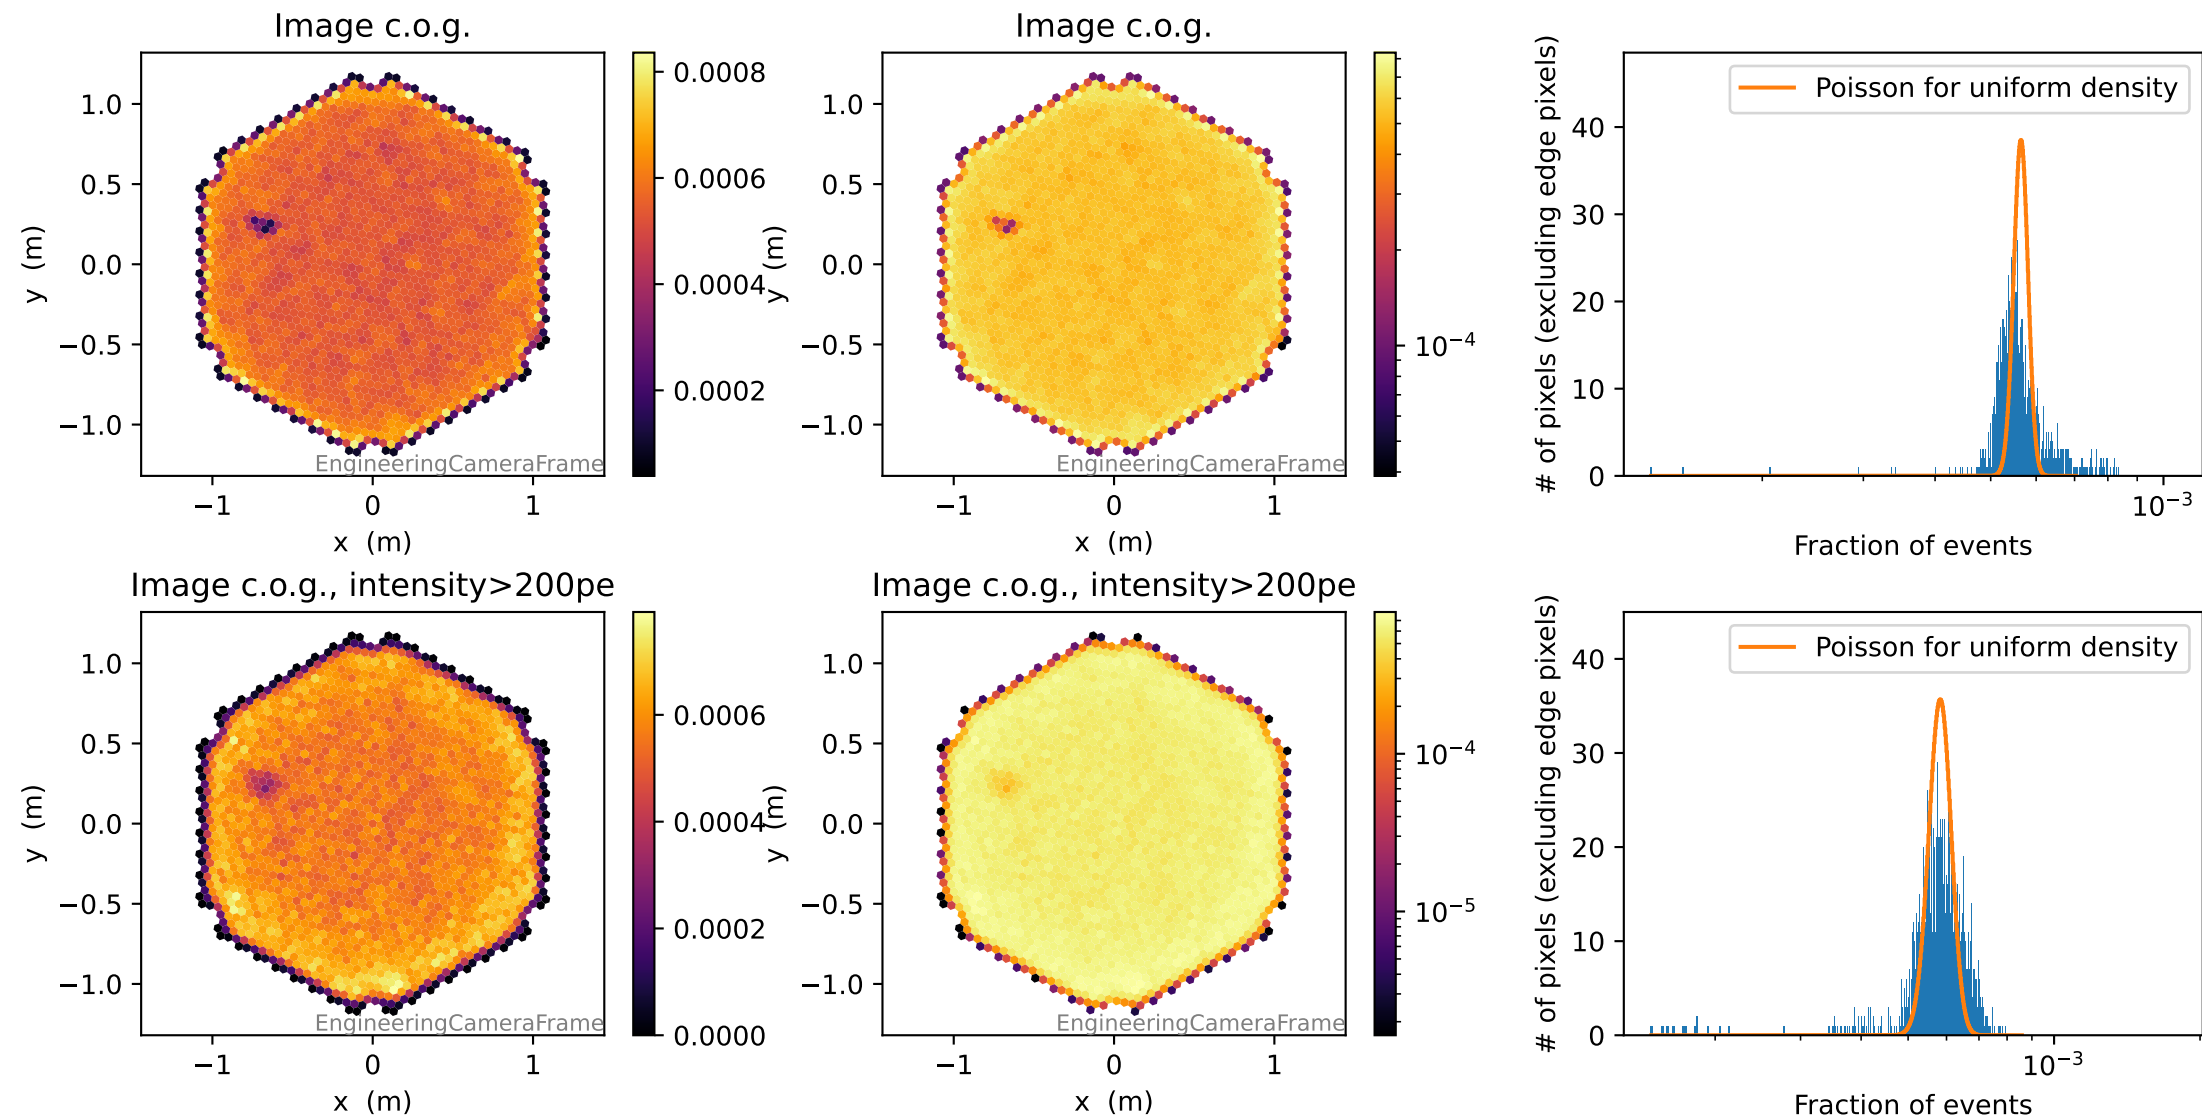 Image c.o.g.
1.0
0.5
0.0
−0.5
−1.0
y (m)
−1
0
1
x (m)
EngineeringCameraFrame
0.0008
0.0006
0.0004
0.0002
Image c.o.g.
1.0
0.5
0.0
−0.5
−1.0
y (m)
−1
0
1
x (m)
EngineeringCameraFrame
10⁻⁴
Poisson for uniform density
# of pixels (excluding edge pixels)
40
30
20
10
0
10⁻³
Fraction of events
Image c.o.g., intensity>200pe
1.0
0.5
0.0
−0.5
−1.0
y (m)
−1
0
1
x (m)
EngineeringCameraFrame
0.0006
0.0004
0.0002
0.0000
Image c.o.g., intensity>200pe
1.0
0.5
0.0
−0.5
−1.0
y (m)
−1
0
1
x (m)
EngineeringCameraFrame
10⁻⁴
10⁻⁵
Poisson for uniform density
# of pixels (excluding edge pixels)
40
30
20
10
0
10⁻³
Fraction of events